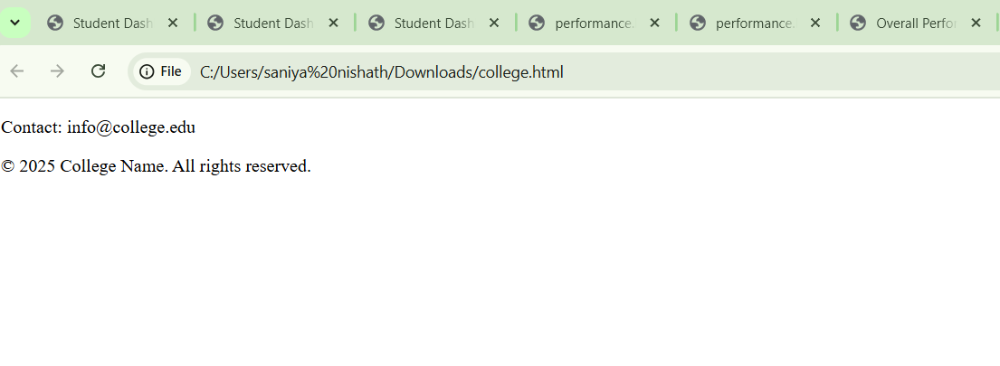 Student Dash
Student Dash
Student Dash
performance.
performance.
Overall Perfo
File
C:/Users/saniya%20nishath/Downloads/college.html
Contact: info@college.edu
© 2025 College Name. All rights reserved.